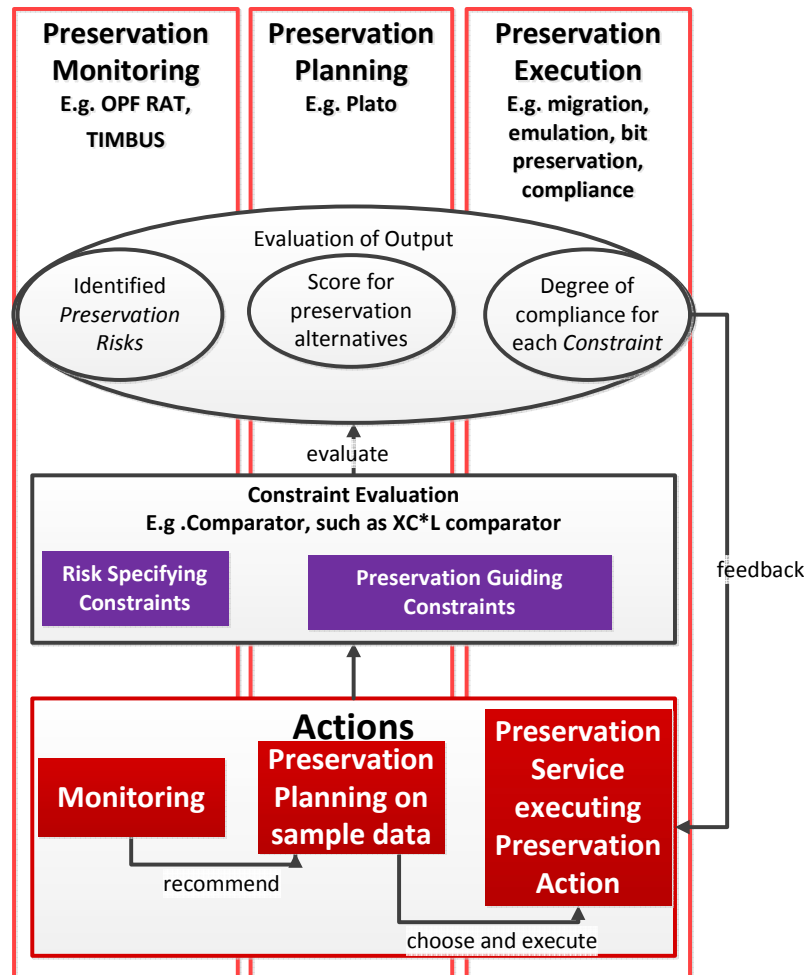 Preservation
Monitoring
E.g. OPF RAT,
TIMBUS
Preservation
Planning
E.g. Plato
Preservation
Execution
E.g. migration,
emulation, bit
preservation,
compliance
Evaluation of Output
Identified
Preservation
Risks
Score for
preservation
alternatives
Degree of
compliance for
each Constraint
evaluate
Constraint Evaluation
E.g .Comparator, such as XC*L comparator
Risk Specifying
Constraints
Preservation Guiding
Constraints
feedback
Actions
Monitoring
Preservation
Planning on
sample data
Preservation
Service
executing
Preservation
Action
recommend
choose and execute